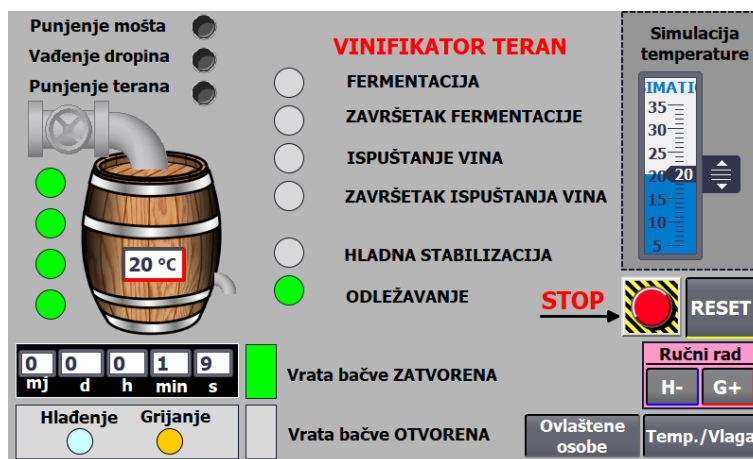 Punjenje mošta
Vađenje dropina
Punjenje terana
VINIFIKATOR TERAN
FERMENTACIJA
ZAVRŠETAK FERMENTACIJE
ISPUŠTANJE VINA
ZAVRŠETAK ISPUŠTANJA VINA
HLADNA STABILIZACIJA
ODLEŽAVANJE
20 °C
Simulacija
temperature
SIMATIC
35
30
25
20
20
15
10
5
STOP
RESET
0 0 0 1 9
mj d h min s
Vrata bačve ZATVORENA
Ručni rad
H- G+
Hlađenje Grijanje
Vrata bačve OTVORENA
Ovlaštene
osobe
Temp./Vlaga